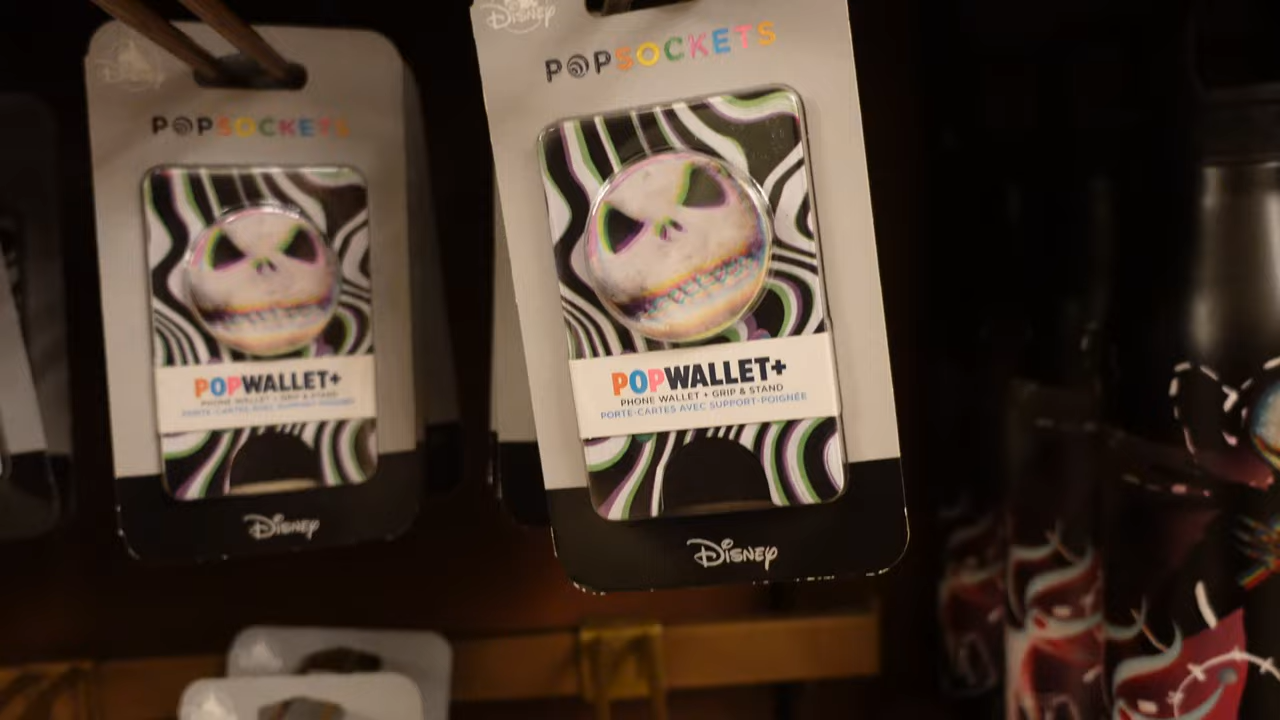 Disney
POPSOCKETS
POPWALLET+
PHONE WALLET + GRIP & STAND
PORTE-CARTES AVEC SUPPORT-POIGNÉE
Disney
Disney
POPSOCKETS
POPWALLET+
PHONE WALLET + GRIP & STAND
PORTE-CARTES AVEC SUPPORT-POIGNÉE
Disney